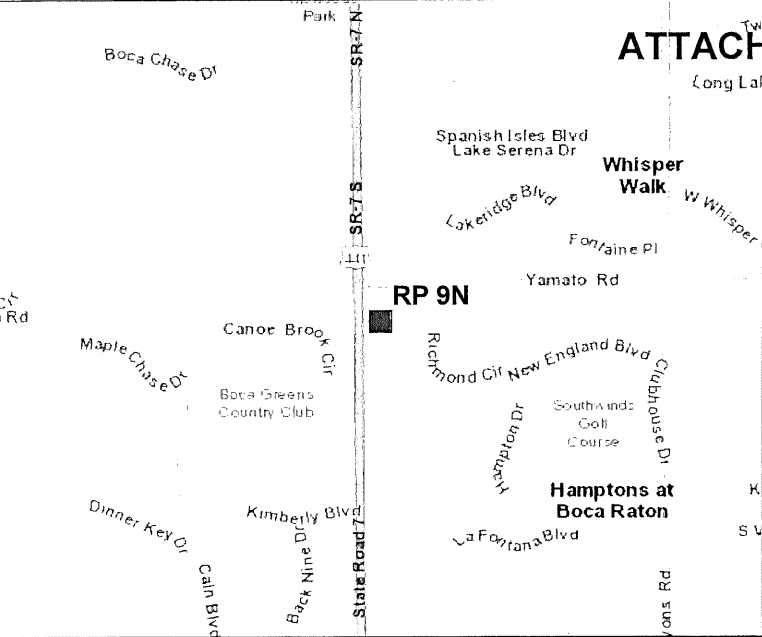 Park
SR-7 N
ATTACH
Boca Chase Dr
Long Lak
Spanish Isles Blvd
Lake Serena Dr
Whisper
Walk
SR-7 S
Lakeridge Blvd
W Whisper
Fontaine Pl
Yamato Rd
RP 9N
Rd
Canoe Brook Cir
Maple Chase Dr
Richmond Cir
New England Blvd
Clubhouse Dr
Boca Greens
Country Club
Hampton Dr
Southwinds
Golf
Course
Hamptons at
Boca Raton
Dinner Key Dr
Kimberly Blvd
Back Nine Dr
State Road 7
La Fontana Blvd
Cain Blvd
yons Rd
K